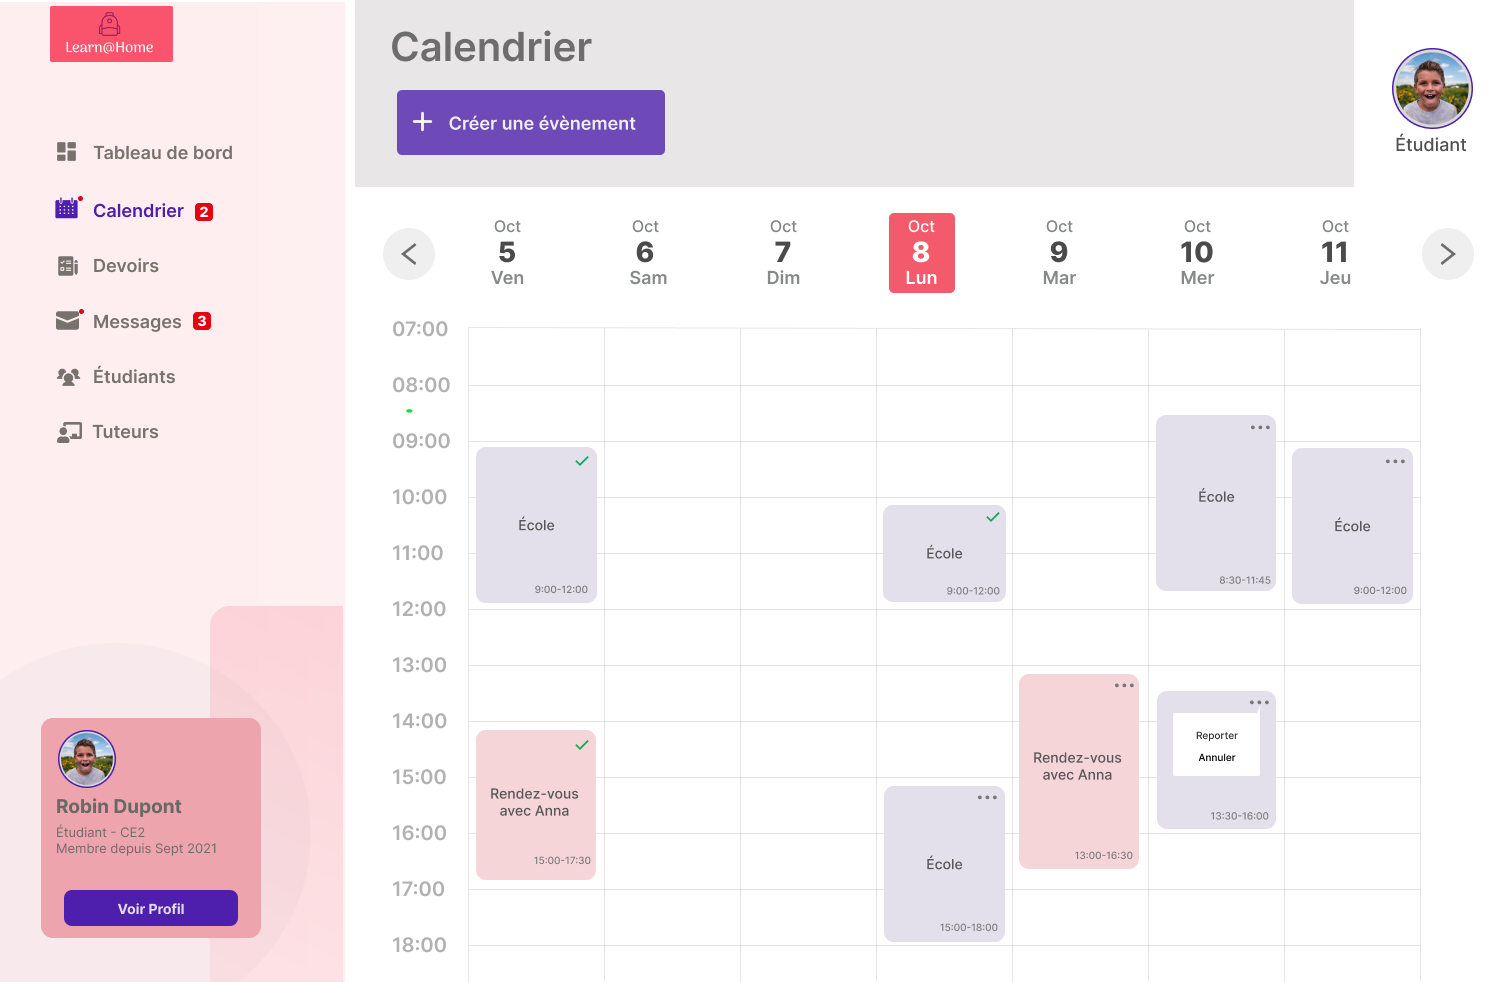 Learn@Home
Tableau de bord
Calendrier 2
Devoirs
Messages 3
Étudiants
Tuteurs
Robin Dupont
Étudiant - CE2
Membre depuis Sept 2021
Voir Profil
Calendrier
+ Créer une évènement
Étudiant
Oct 5 Ven
Oct 6 Sam
Oct 7 Dim
Oct 8 Lun
Oct 9 Mar
Oct 10 Mer
Oct 11 Jeu
07:00
08:00
09:00
10:00
11:00
12:00
13:00
14:00
15:00
16:00
17:00
18:00
École
9:00-12:00
Rendez-vous
avec Anna
15:00-17:30
École
9:00-12:00
École
15:00-18:00
Rendez-vous
avec Anna
13:00-16:30
École
8:30-11:45
Reporter
Annuler
13:30-16:00
École
9:00-12:00